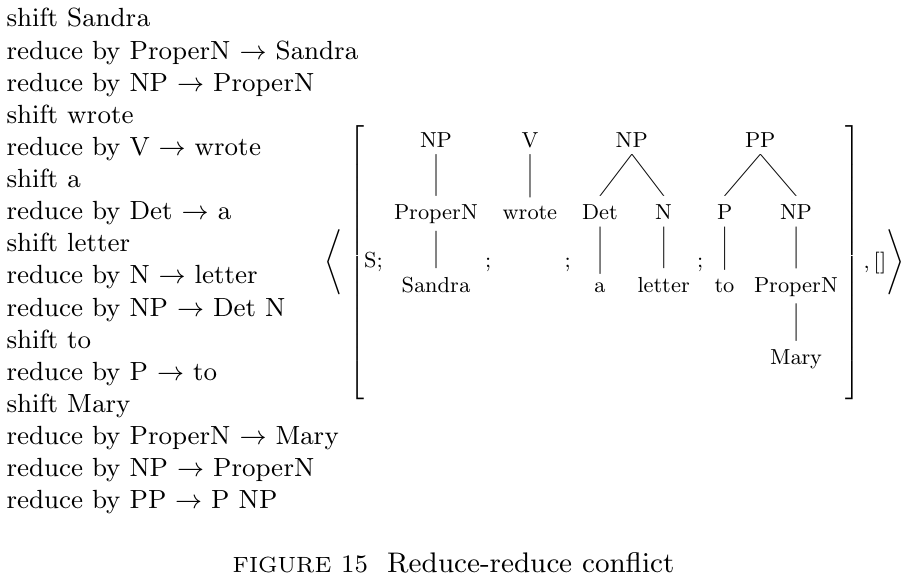 shift Sandra
reduce by ProperN → Sandra
reduce by NP → ProperN
shift wrote
reduce by V → wrote
shift a
reduce by Det → a
shift letter
reduce by N → letter
reduce by NP → Det N
shift to
reduce by P → to
shift Mary
reduce by ProperN → Mary
reduce by NP → ProperN
reduce by PP → P NP
NP V NP PP
ProperN wrote Det N P NP
⟨ [ S; ; ; ; ] , [] ⟩
Sandra a letter to ProperN
Mary
FIGURE 15 Reduce-reduce conflict